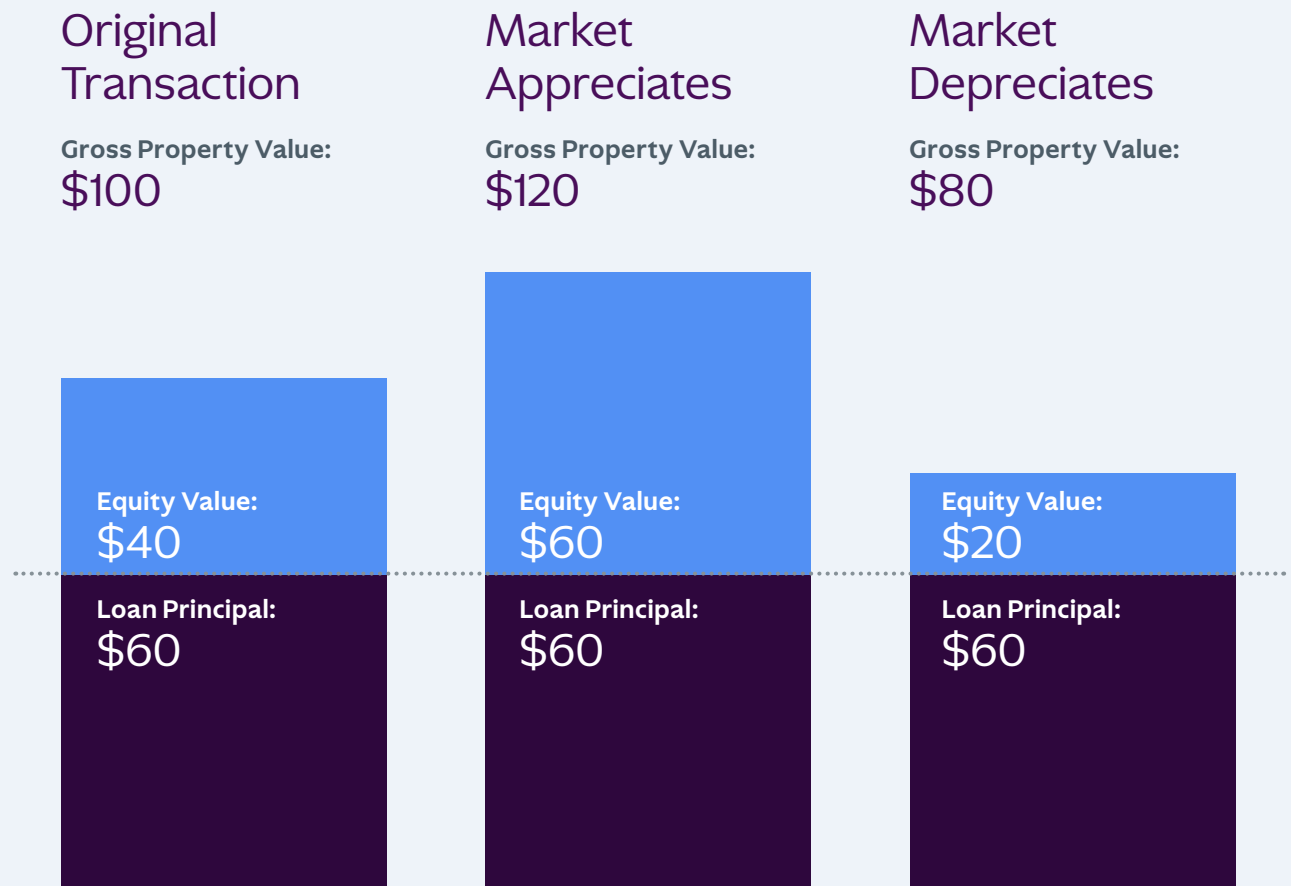 Original
Transaction
Gross Property Value:
$100
Equity Value:
$40
Loan Principal:
$60
Market
Appreciates
Gross Property Value:
$120
Equity Value:
$60
Loan Principal:
$60
Market
Depreciates
Gross Property Value:
$80
Equity Value:
$20
Loan Principal:
$60